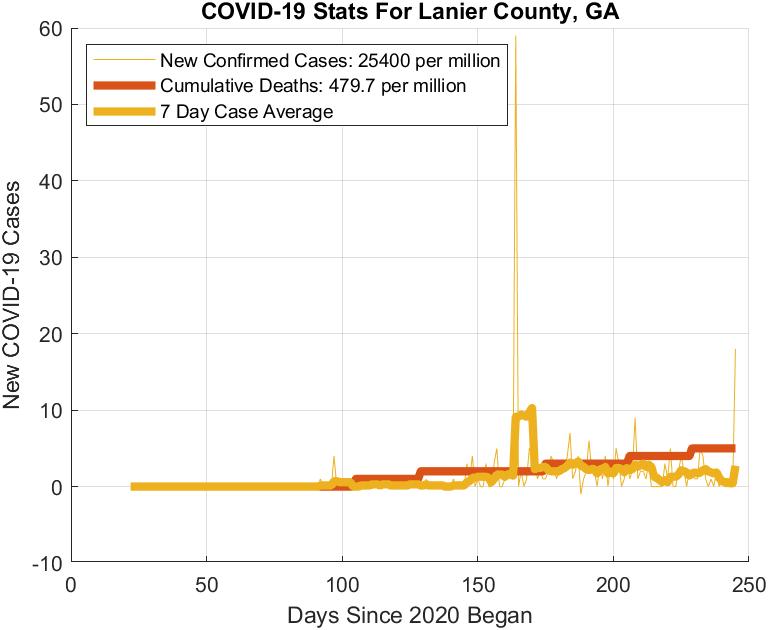 COVID-19 Stats For Lanier County, GA
New Confirmed Cases: 25400 per million
Cumulative Deaths: 479.7 per million
7 Day Case Average
60
50
40
30
20
10
0
-10
New COVID-19 Cases
0 50 100 150 200 250
Days Since 2020 Began